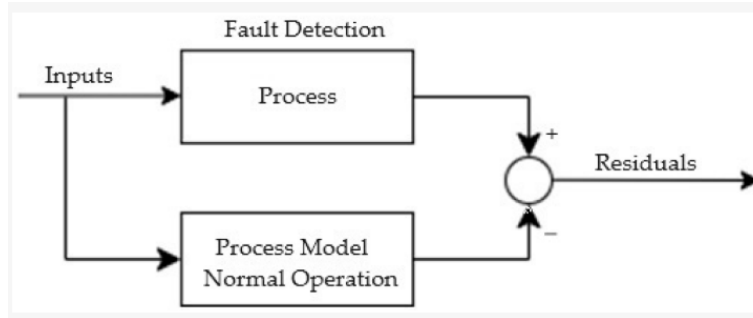 Fault Detection
Inputs
Process
+
Residuals
Process Model
Normal Operation
−